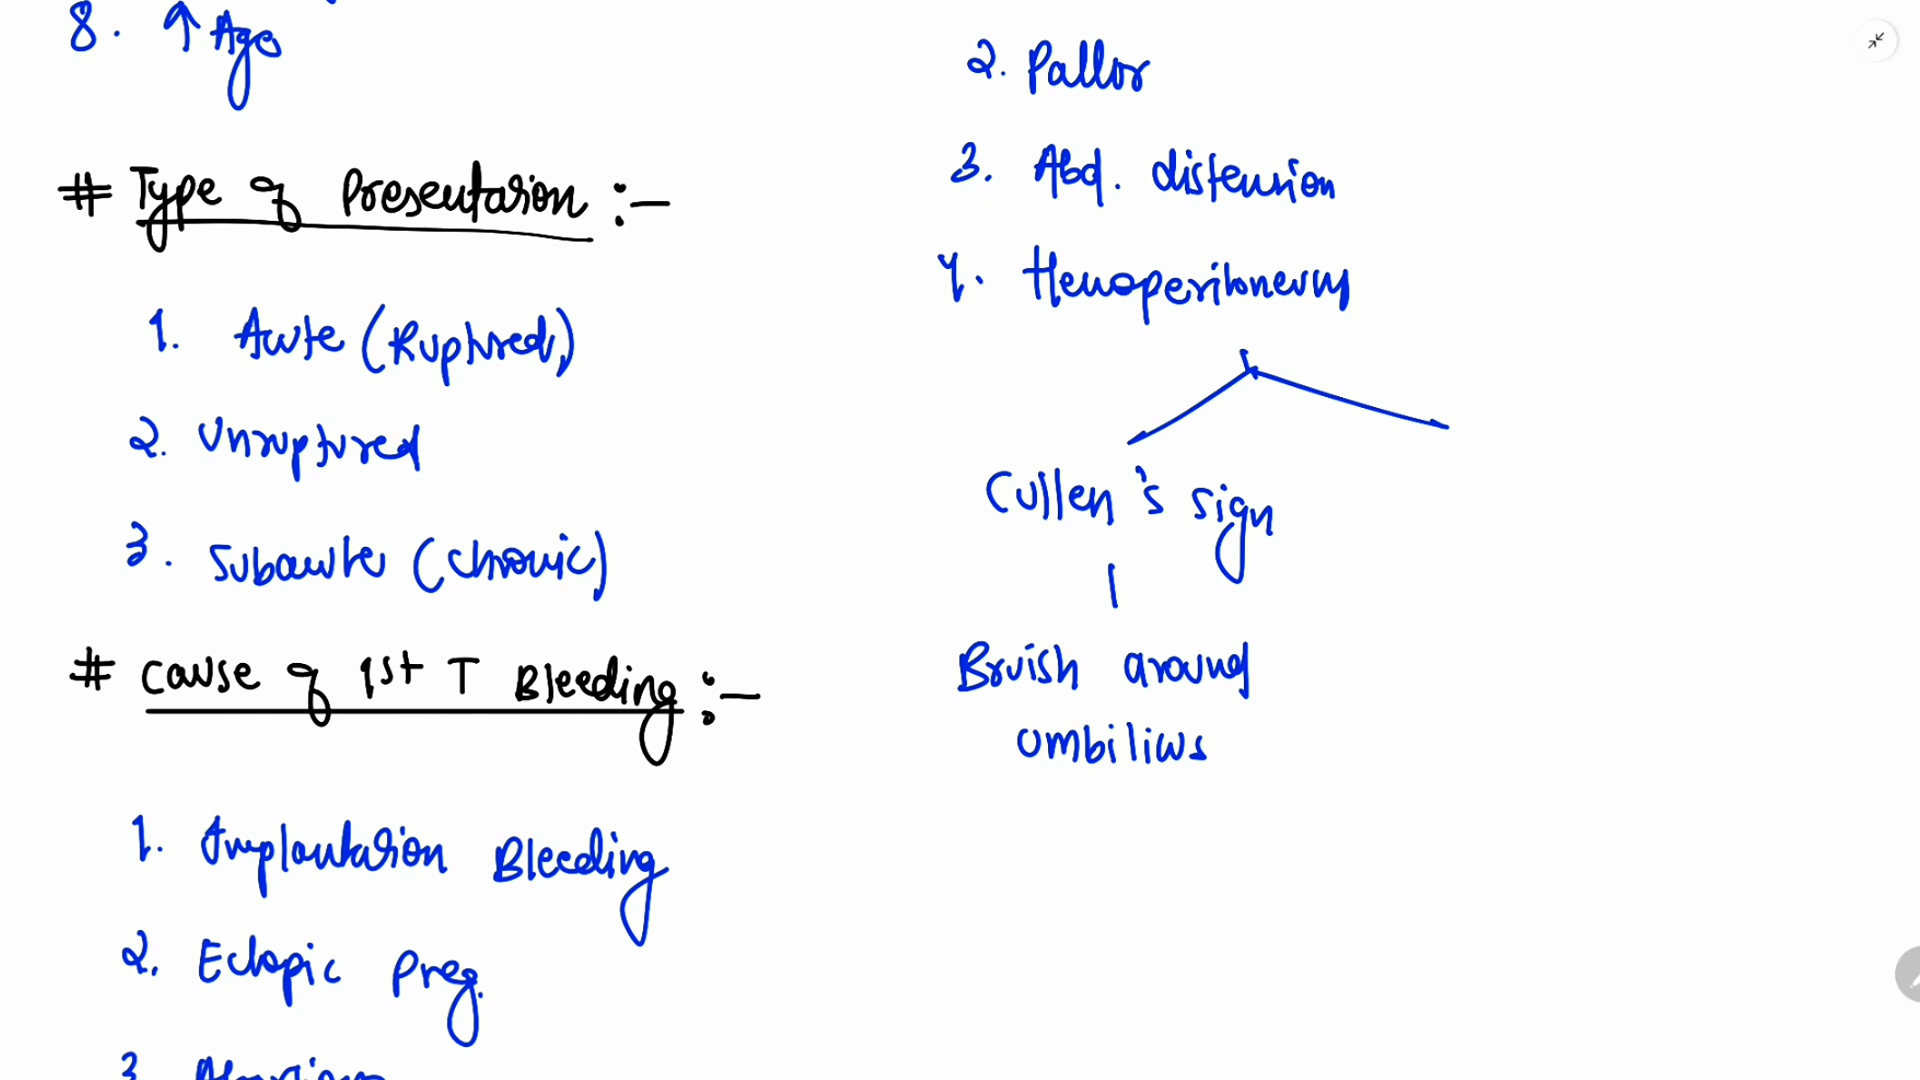 8. ↑ Age
# Type of Presentation :-
1. Acute (Ruptured)
2. Unruptured
3. Subacute (Chronic)
# Cause of 1st T Bleeding :-
1. Implantation Bleeding
2. Ectopic Preg.
3.
2. Pallor
3. Abd. distension
4. Hemoperitoneum
Cullen's sign
Bruish around
umbilicus